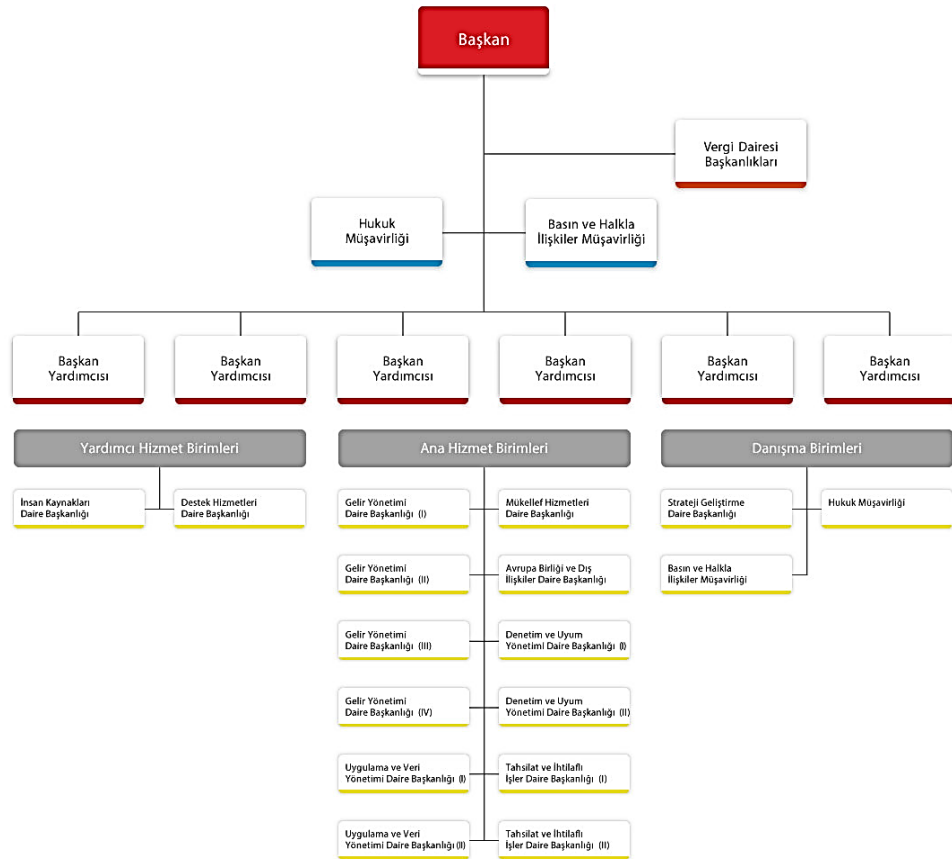 Başkan
Vergi Dairesi
Başkanlıkları
Hukuk
Müşavirliği
Basın ve Halkla
İlişkiler Müşavirliği
Başkan
Yardımcısı
Başkan
Yardımcısı
Başkan
Yardımcısı
Başkan
Yardımcısı
Başkan
Yardımcısı
Başkan
Yardımcısı
Yardımcı Hizmet Birimleri
İnsan Kaynakları
Daire Başkanlığı
Destek Hizmetleri
Daire Başkanlığı
Ana Hizmet Birimleri
Gelir Yönetimi
Daire Başkanlığı (I)
Mükellef Hizmetleri
Daire Başkanlığı
Gelir Yönetimi
Daire Başkanlığı (II)
Avrupa Birliği ve Dış
İlişkiler Daire Başkanlığı
Gelir Yönetimi
Daire Başkanlığı (III)
Denetim ve Uyum
Yönetimi Daire Başkanlığı (I)
Gelir Yönetimi
Daire Başkanlığı (IV)
Denetim ve Uyum
Yönetimi Daire Başkanlığı (II)
Uygulama ve Veri
Yönetimi Daire Başkanlığı (I)
Tahsilat ve İhtilaflı
İşler Daire Başkanlığı (I)
Uygulama ve Veri
Yönetimi Daire Başkanlığı (II)
Tahsilat ve İhtilaflı
İşler Daire Başkanlığı (II)
Danışma Birimleri
Strateji Geliştirme
Daire Başkanlığı
Hukuk Müşavirliği
Basın ve Halkla
İlişkiler Müşavirliği